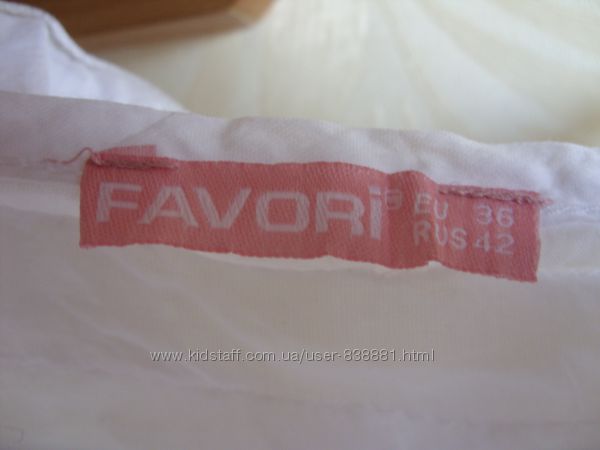 FAVORi® EU 36
RUS 42
www.kidstaff.com.ua/user-838881.html